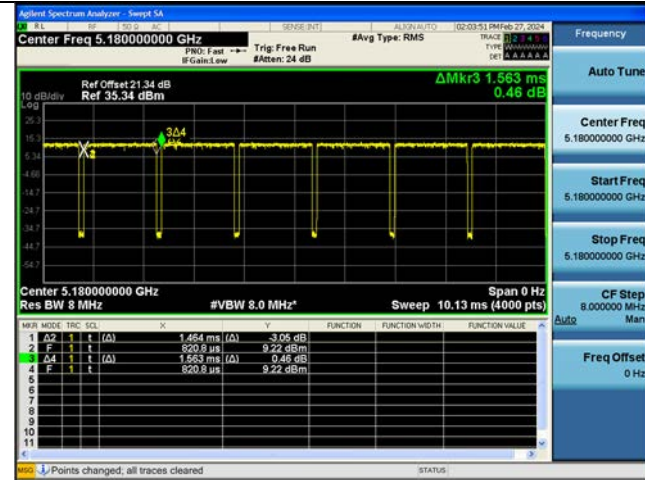 Agilent Spectrum Analyzer - Swept SA
RL RF 50 Ω AC SENSE:INT ALIGN AUTO 02:03:51 PM Feb 27, 2024
Center Freq 5.180000000 GHz #Avg Type: RMS TRACE 1 2 3 4 5 6
PNO: Fast Trig: Free Run TYPE
IFGain:Low #Atten: 24 dB DET A A A A A A
Frequency
Auto Tune
ΔMkr3 1.563 ms
0.46 dB
Ref Offset 21.34 dB
10 dB/div Ref 35.34 dBm
Log
25.3
15.3
5.34
-4.66
-14.7
-24.7
-34.7
-44.7
-54.7
3Δ4
2
Center Freq
5.180000000 GHz
Start Freq
5.180000000 GHz
Stop Freq
5.180000000 GHz
Center 5.180000000 GHz Span 0 Hz
Res BW 8 MHz #VBW 8.0 MHz* Sweep 10.13 ms (4000 pts)
CF Step
8.000000 MHz
Auto Man
Freq Offset
0 Hz
MKR MODE TRC SCL X Y FUNCTION FUNCTION WIDTH FUNCTION VALUE
1 Δ2 1 t (Δ) 1.464 ms (Δ) -3.05 dB
2 F 1 t 820.8 µs 9.22 dBm
3 Δ4 1 t (Δ) 1.563 ms (Δ) 0.46 dB
4 F 1 t 820.8 µs 9.22 dBm
5
6
7
8
9
10
11
MSG Points changed; all traces cleared STATUS